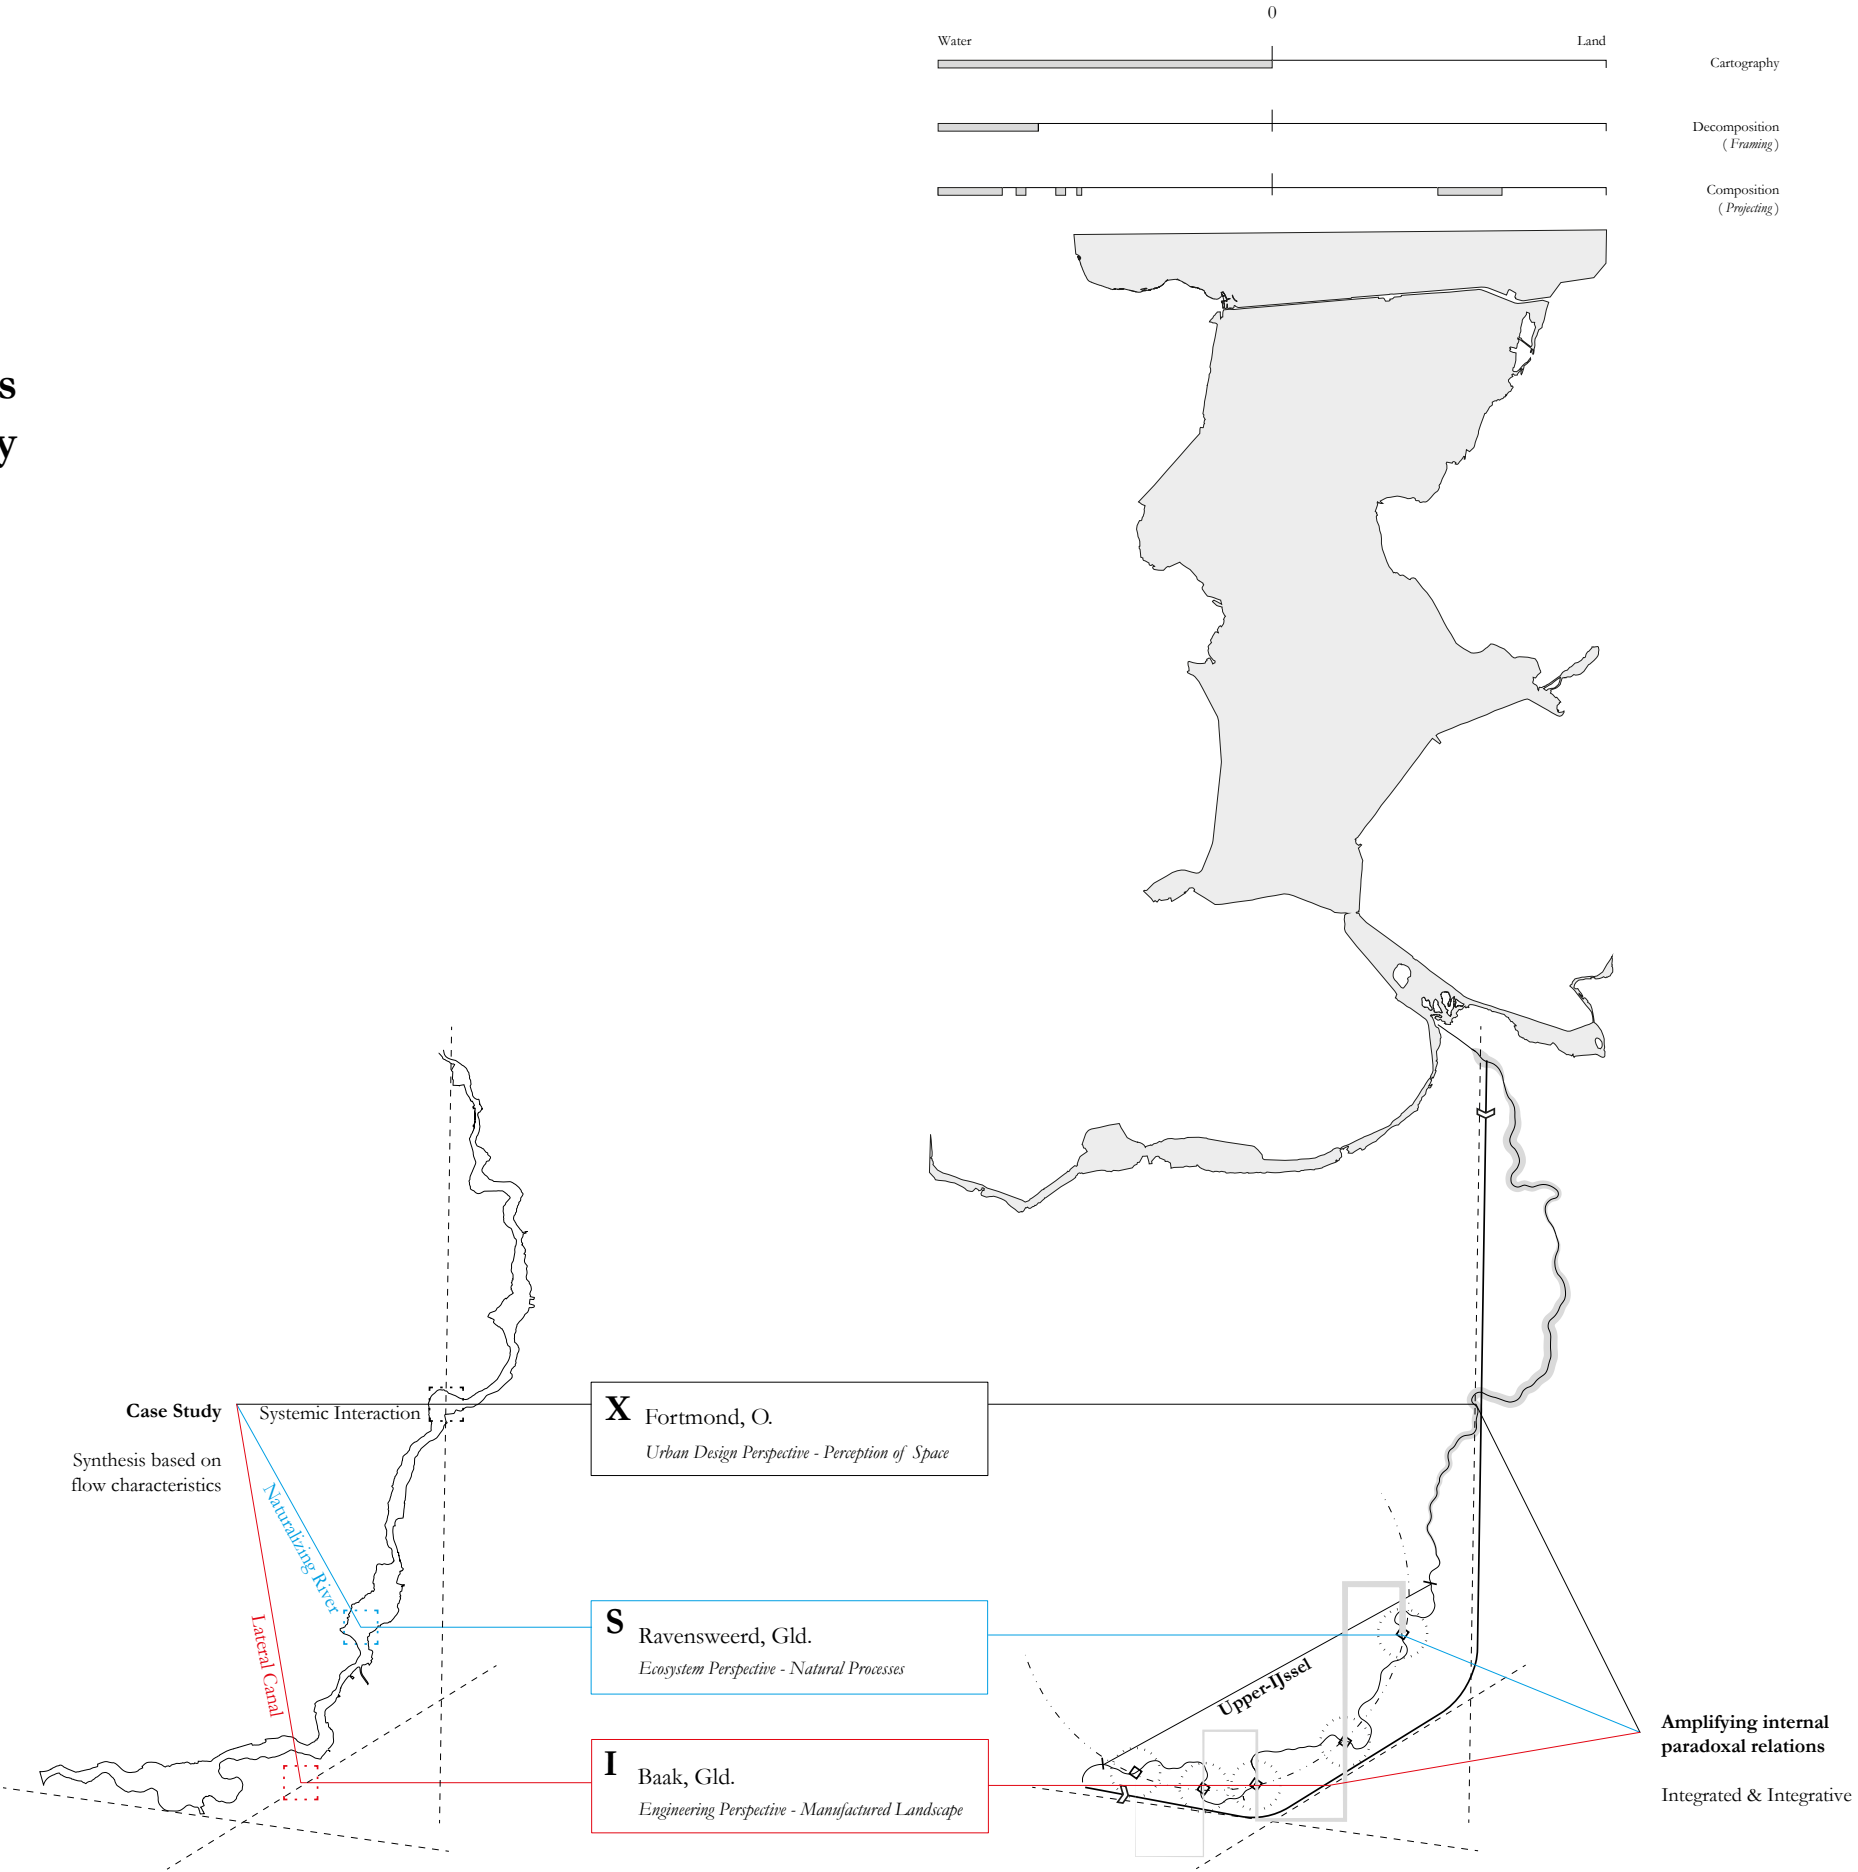 0
Water
Land
Cartography
Decomposition
( Framing )
Composition
( Projecting )
s
y
Case Study
Synthesis based on
flow characteristics
Systemic Interaction
Naturalizing River
Lateral Canal
X
Fortmond, O.
Urban Design Perspective - Perception of Space
S
Ravensweerd, Gld.
Ecosystem Perspective - Natural Processes
I
Baak, Gld.
Engineering Perspective - Manufactured Landscape
Upper-IJssel
Amplifying internal
paradoxal relations
Integrated & Integrative